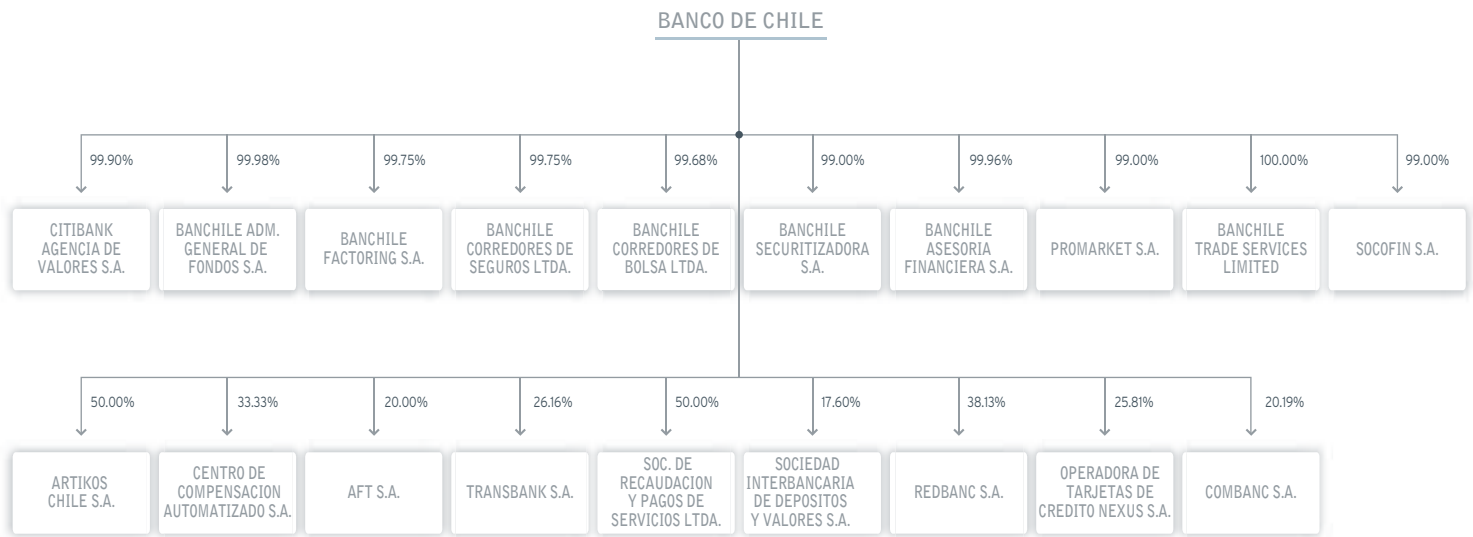 BANCO DE CHILE
99.90%
99.98%
99.75%
99.75%
99.68%
99.00%
99.96%
99.00%
100.00%
99.00%
CITIBANK
AGENCIA DE
VALORES S.A.
BANCHILE ADM.
GENERAL DE
FONDOS S.A.
BANCHILE
FACTORING S.A.
BANCHILE
CORREDORES DE
SEGUROS LTDA.
BANCHILE
CORREDORES DE
BOLSA LTDA.
BANCHILE
SECURITIZADORA
S.A.
BANCHILE
ASESORIA
FINANCIERA S.A.
PROMARKET S.A.
BANCHILE
TRADE SERVICES
LIMITED
SOCOFIN S.A.
50.00%
33.33%
20.00%
26.16%
50.00%
17.60%
38.13%
25.81%
20.19%
ARTIKOS
CHILE S.A.
CENTRO DE
COMPENSACION
AUTOMATIZADO S.A.
AFT S.A.
TRANSBANK S.A.
SOC. DE
RECAUDACION
Y PAGOS DE
SERVICIOS LTDA.
SOCIEDAD
INTERBANCARIA
DE DEPOSITOS
Y VALORES S.A.
REDBANC S.A.
OPERADORA DE
TARJETAS DE
CREDITO NEXUS S.A.
COMBANC S.A.